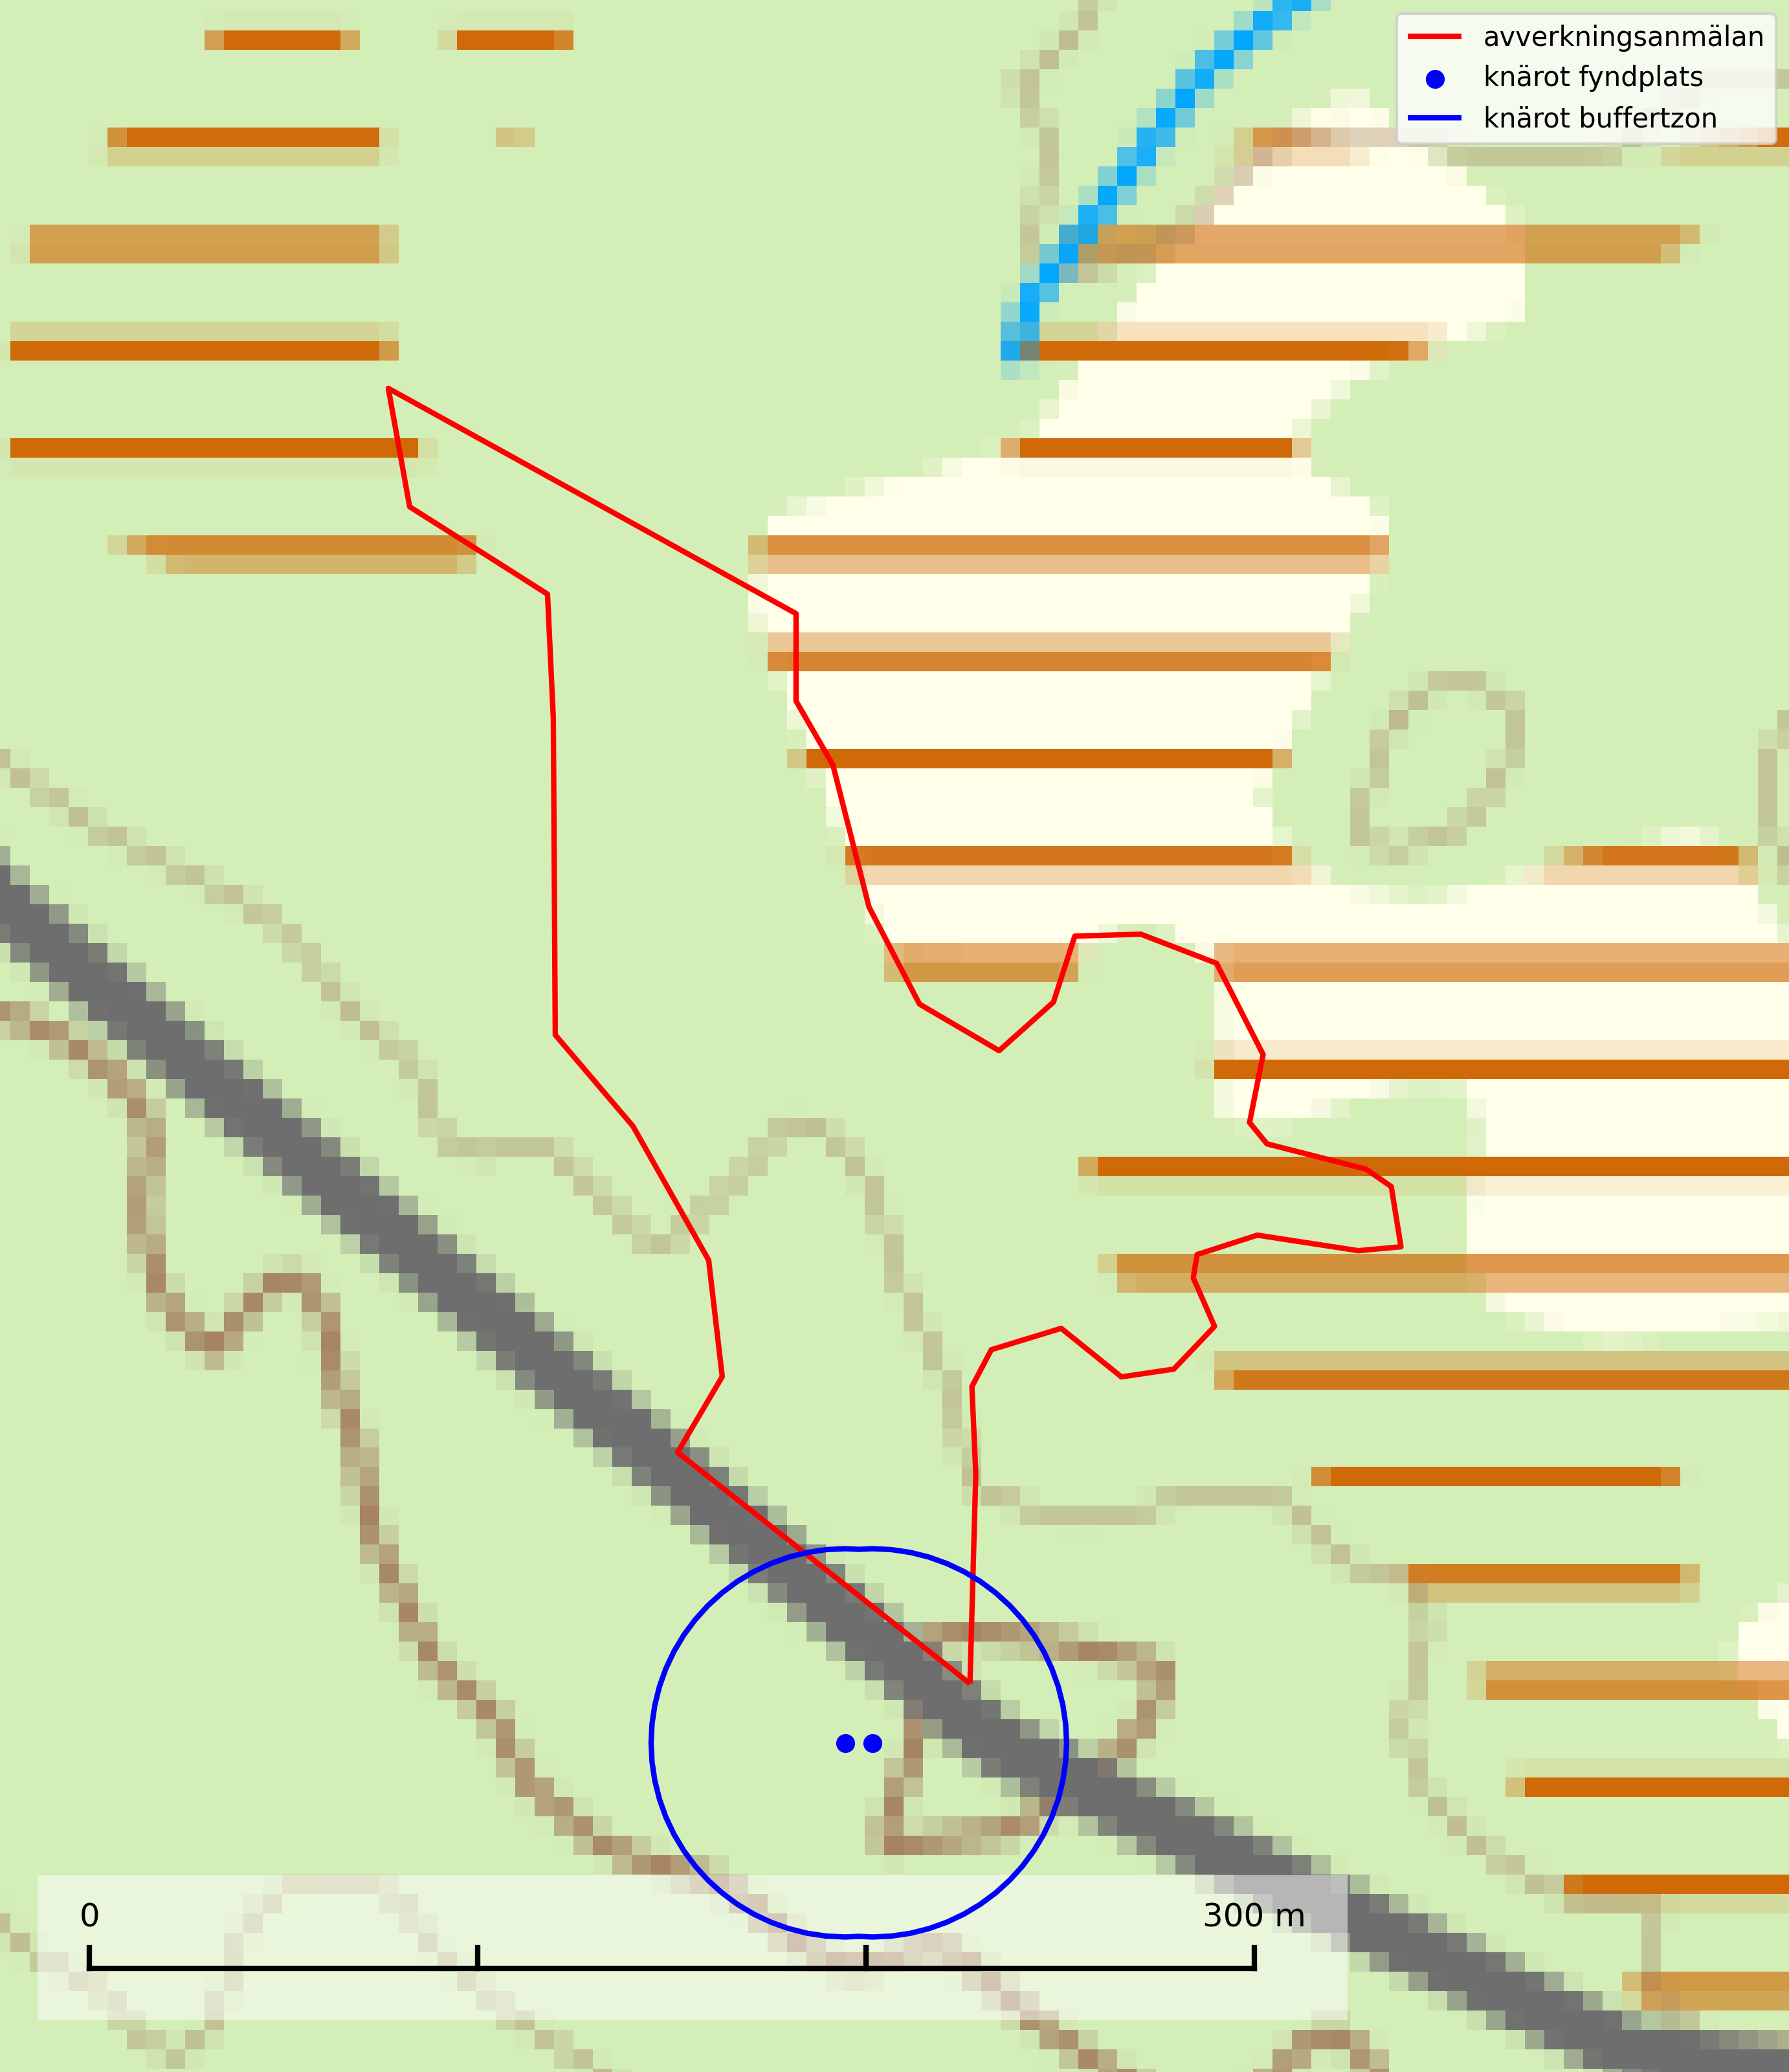 avverkningsanmälan
knärot fyndplats
knärot buffertzon
0 300 m